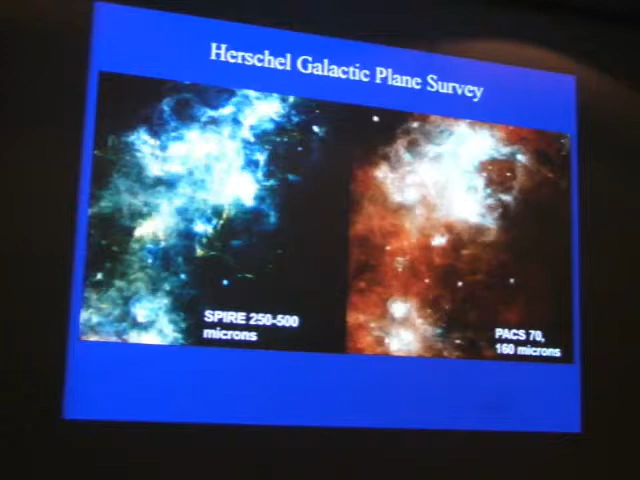 Herschel Galactic Plane Survey
SPIRE 250-500
microns
PACS 70,
160 microns